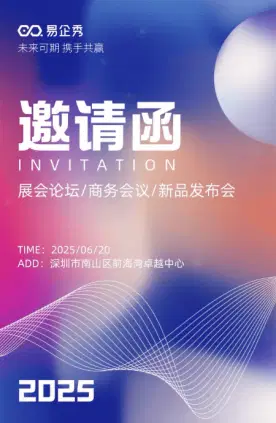 易企秀
未来可期 携手共赢
邀请函
INVITATION
展会论坛/商务会议/新品发布会
TIME: 2025/06/20
ADD: 深圳市南山区前海湾卓越中心
2025